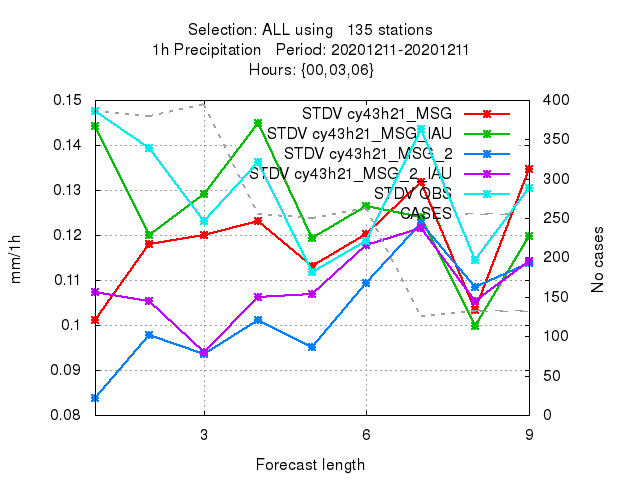 Selection: ALL using   135 stations
1h Precipitation   Period: 20201211-20201211
Hours: {00,03,06}
0.15
0.14
0.13
0.12
0.11
0.1
0.09
0.08
mm/1h
STDV cy43h21_MSG
STDV cy43h21_MSG_IAU
STDV cy43h21_MSG_2
STDV cy43h21_MSG_2_IAU
STDV OBS
CASES
400
350
300
250
200
150
100
50
0
No cases
3
6
9
Forecast length